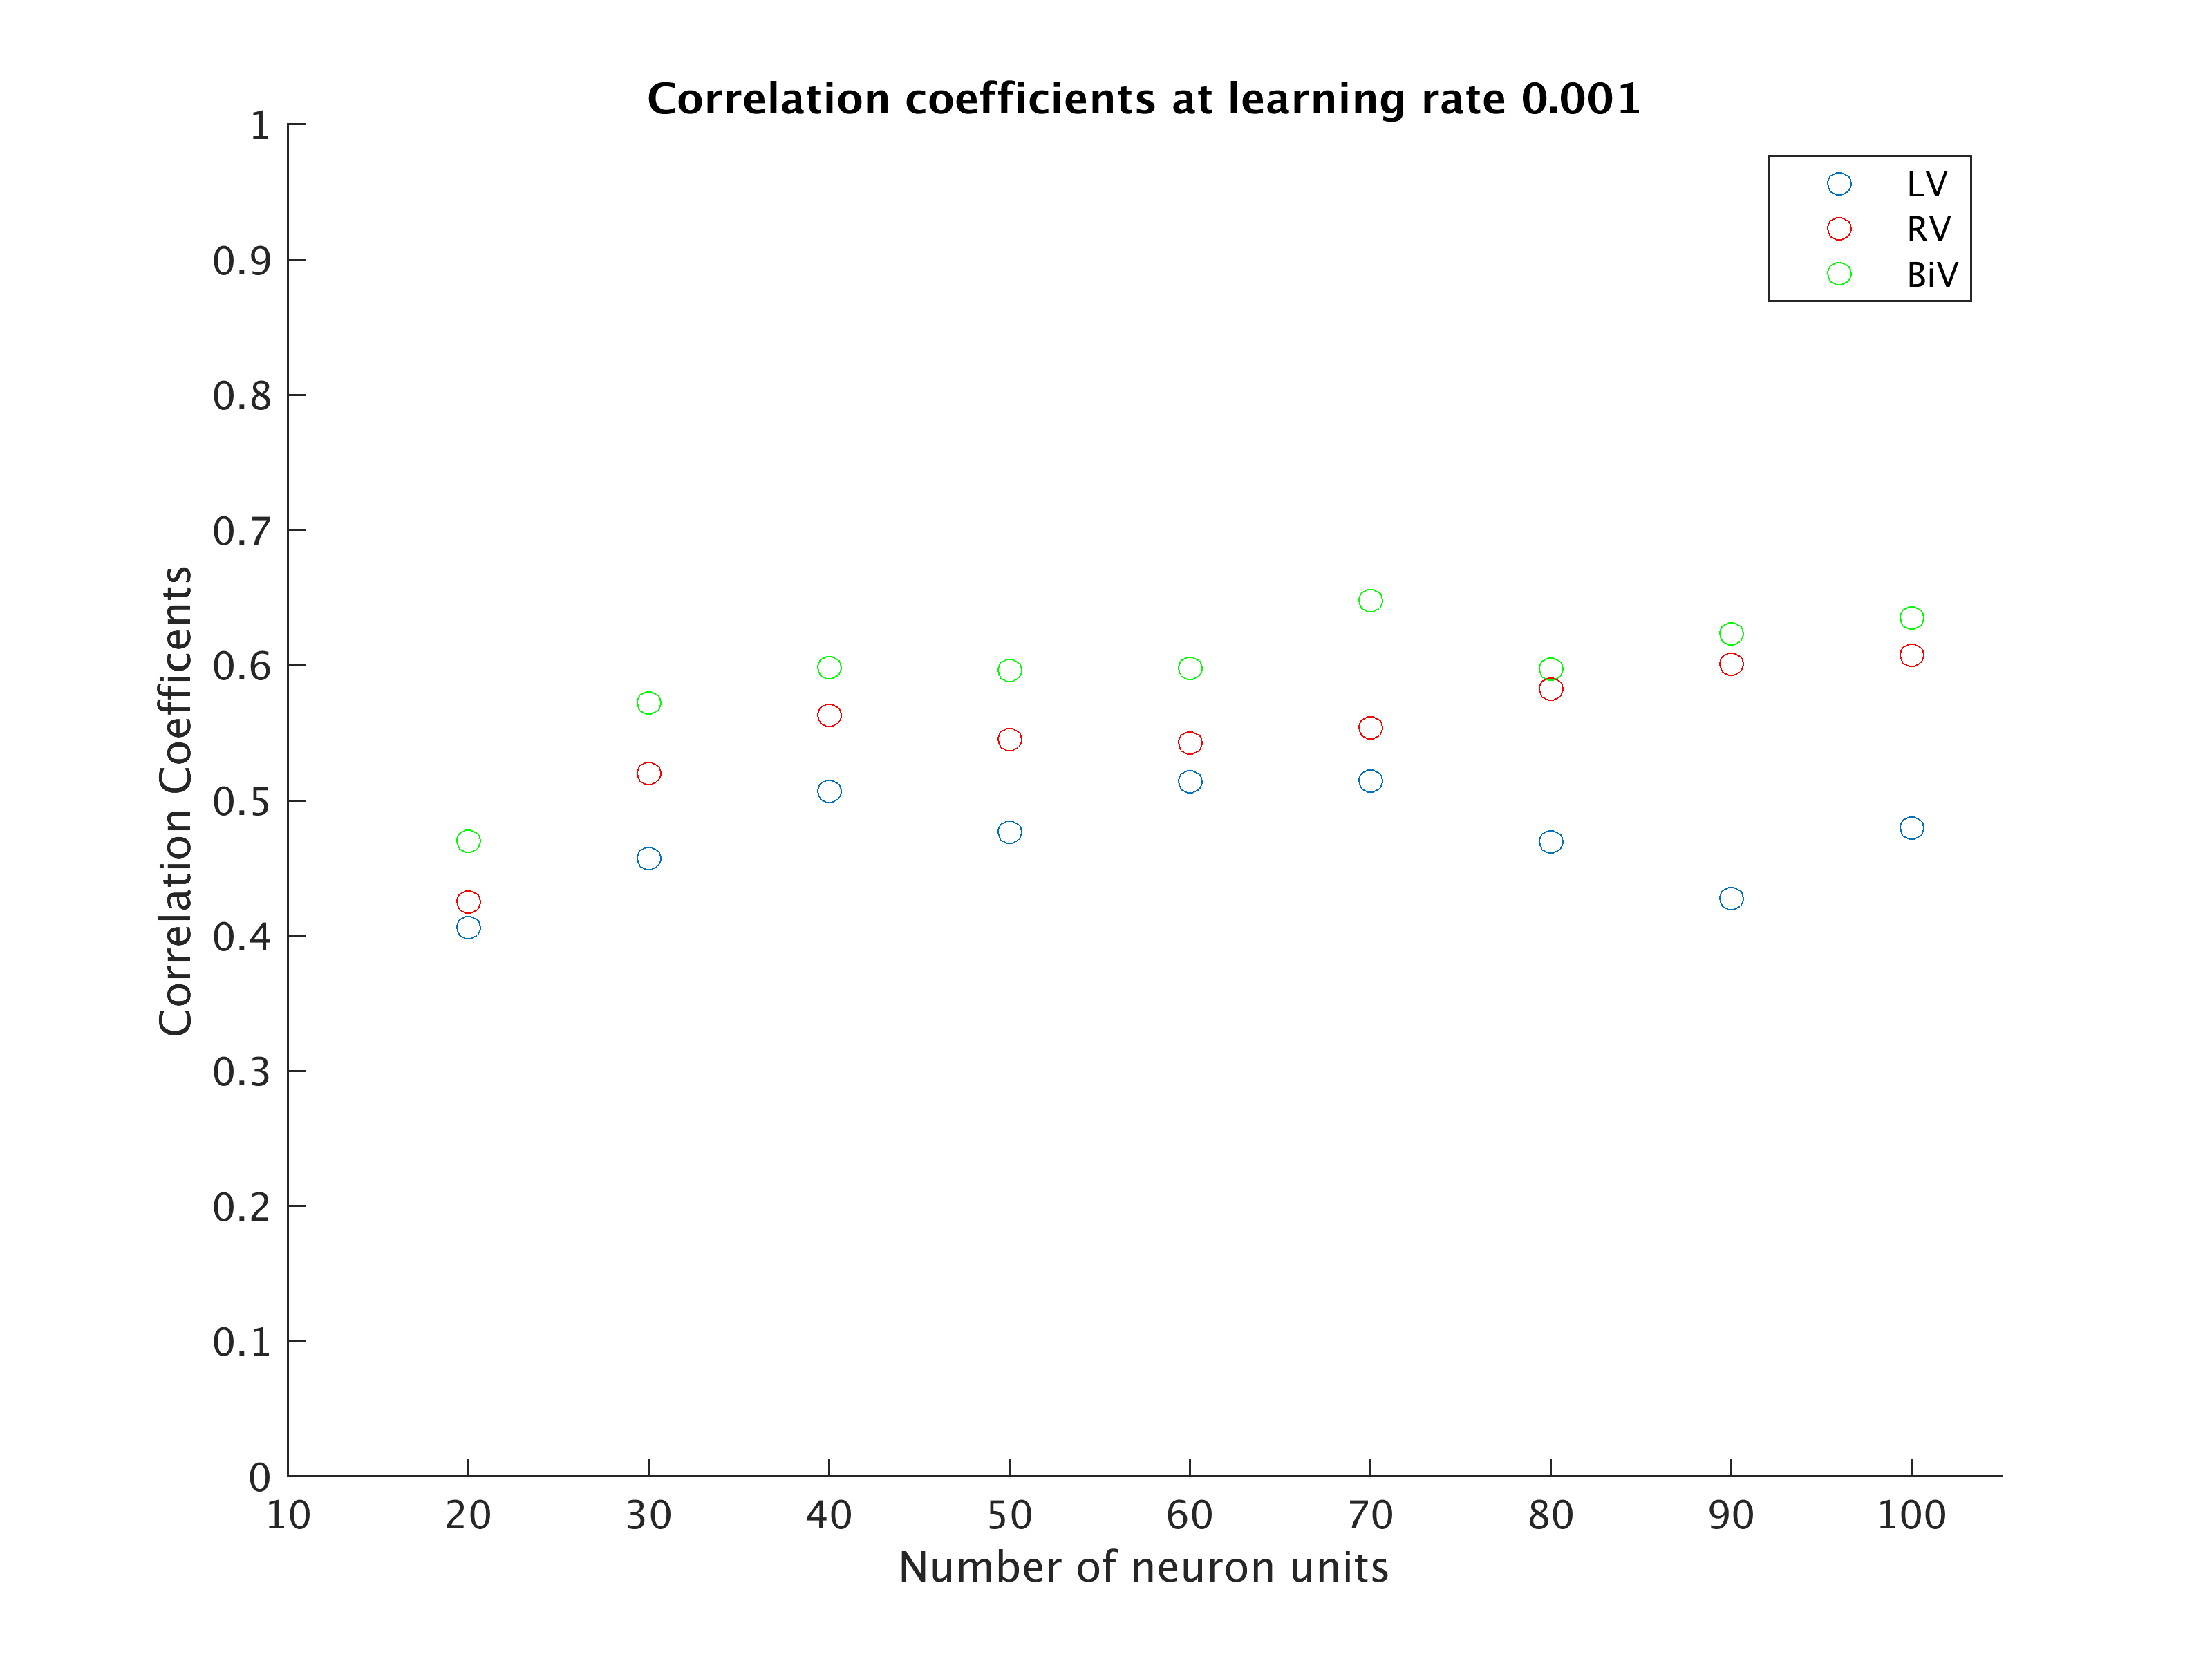 Correlation coefficients at learning rate 0.001
1
0.9
0.8
0.7
0.6
0.5
0.4
0.3
0.2
0.1
0
Correlation Coefficents
LV
RV
BiV
10 20 30 40 50 60 70 80 90 100
Number of neuron units